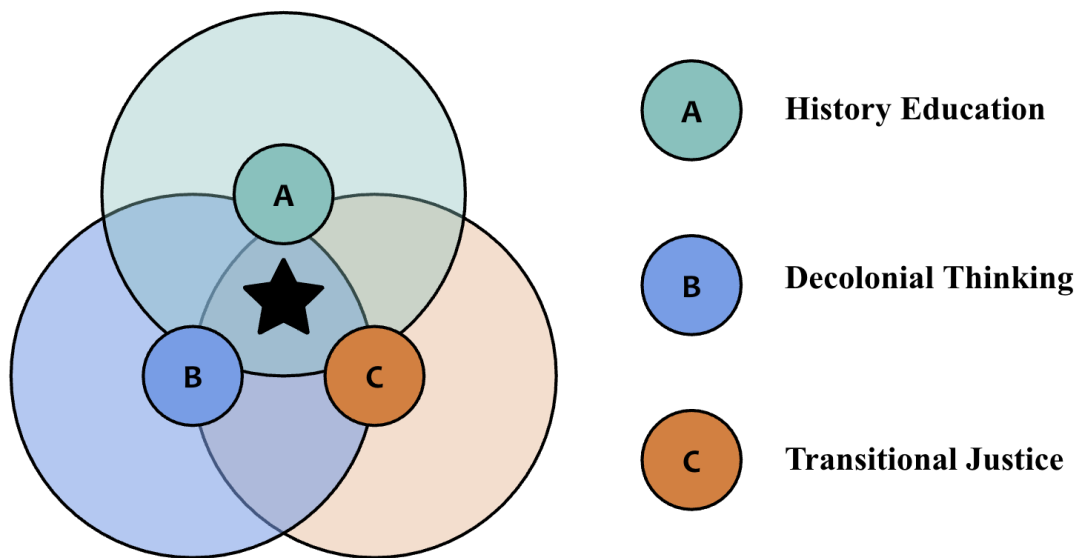 A
B
C
A History Education
B Decolonial Thinking
C Transitional Justice